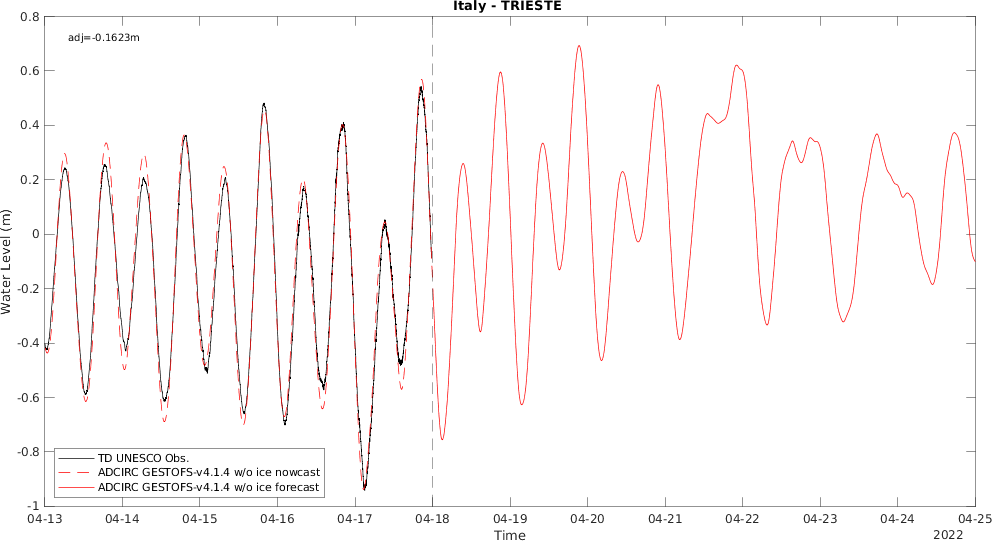 Italy - TRIESTE
adj=-0.1623m
0.8
0.6
0.4
0.2
0
-0.2
-0.4
-0.6
-0.8
-1
Water Level (m)
TD UNESCO Obs.
ADCIRC GESTOFS-v4.1.4 w/o ice nowcast
ADCIRC GESTOFS-v4.1.4 w/o ice forecast
04-13 04-14 04-15 04-16 04-17 04-18 04-19 04-20 04-21 04-22 04-23 04-24 04-25
Time
2022